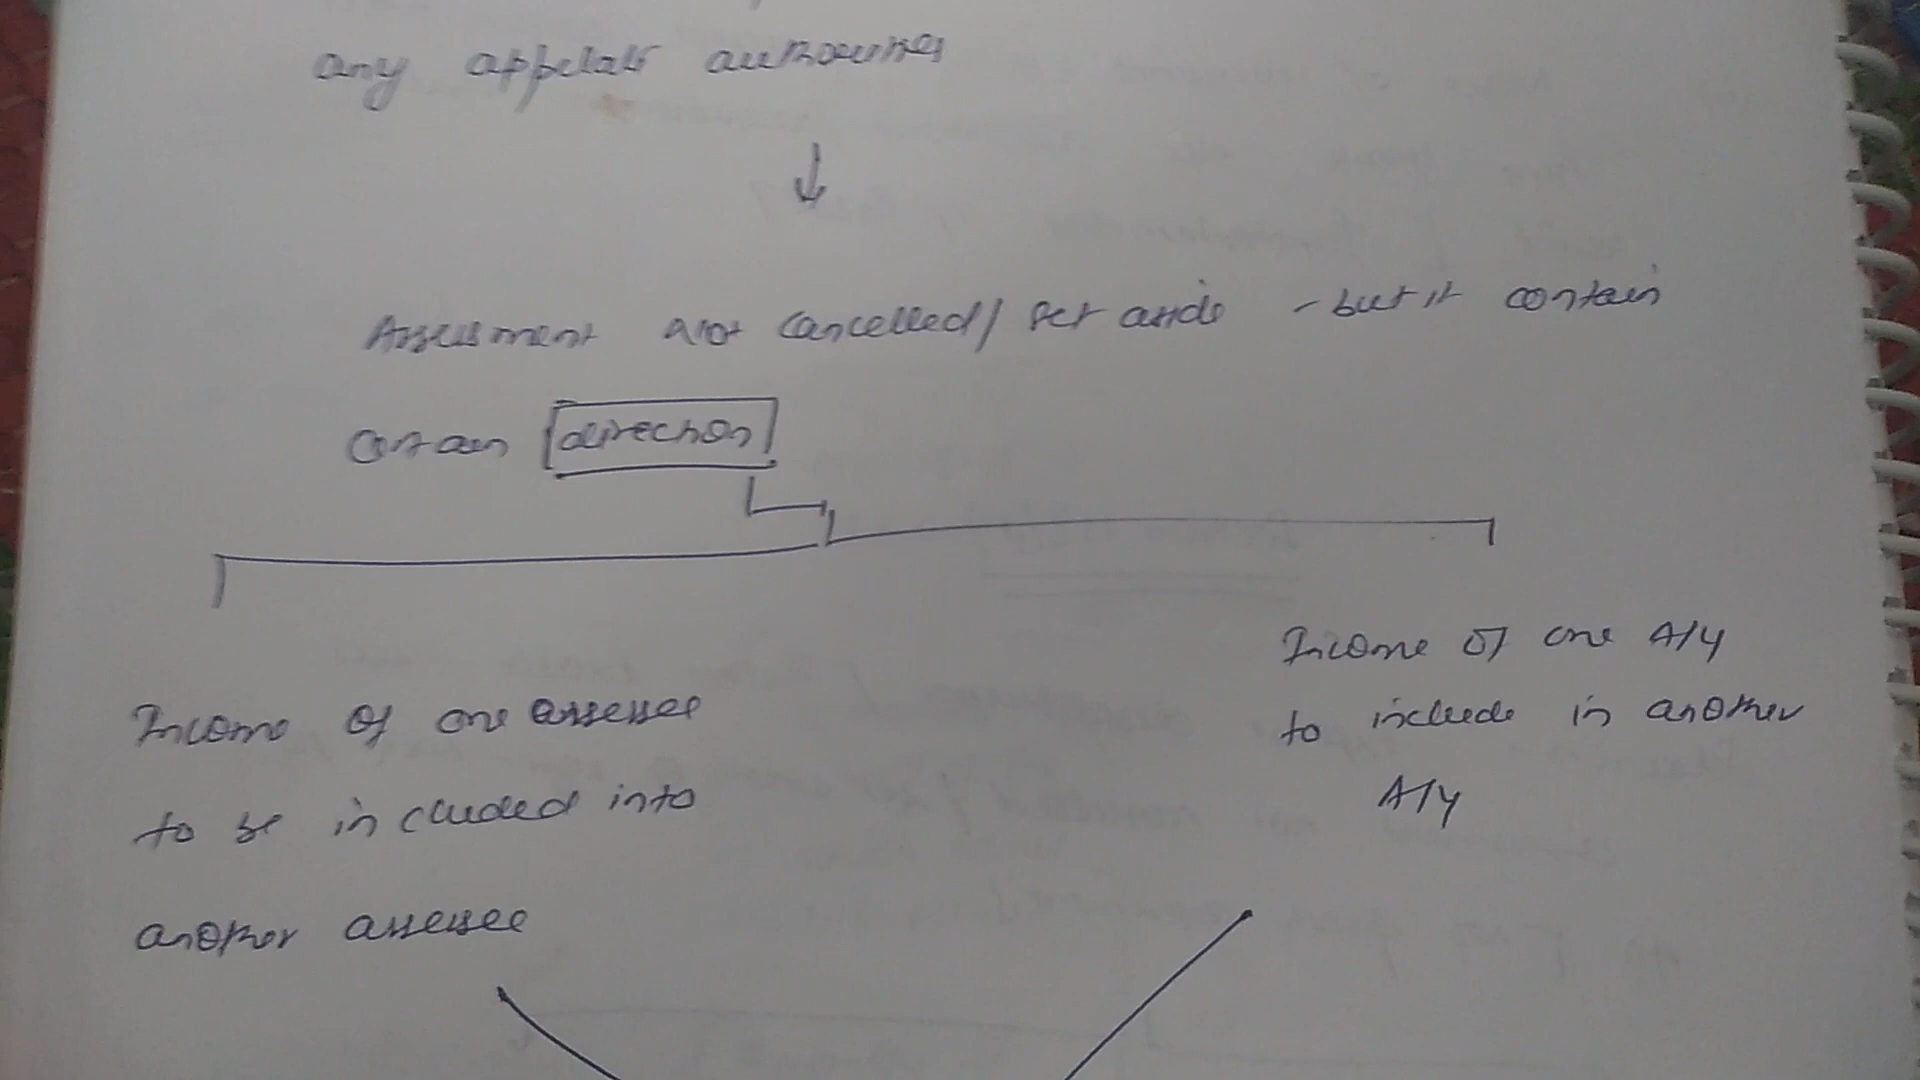 any appelate authorities
Assessment not cancelled/ set aside - but it contain
Certain direction
Income of one assessee
to be included into
another assessee
Income of one A/y
to include in another
A/y